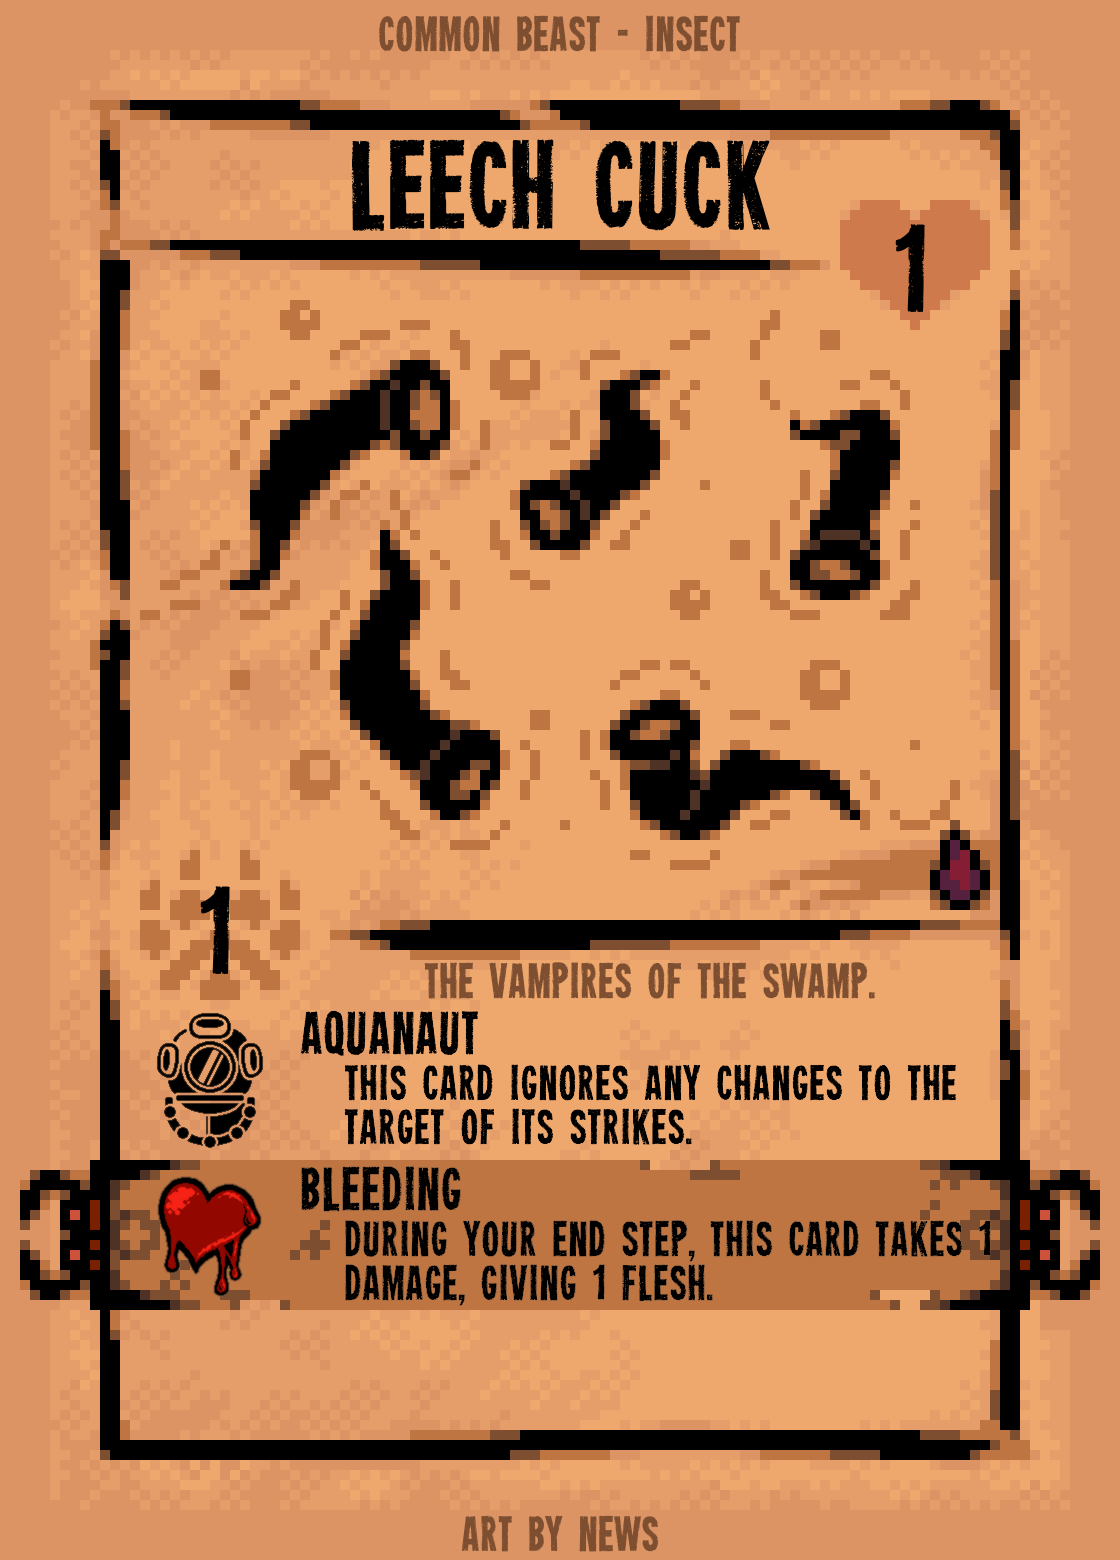 COMMON BEAST - INSECT
LEECH CUCK
1
1
THE VAMPIRES OF THE SWAMP.
AQUANAUT
THIS CARD IGNORES ANY CHANGES TO THE
TARGET OF ITS STRIKES.
BLEEDING
DURING YOUR END STEP, THIS CARD TAKES 1
DAMAGE, GIVING 1 FLESH.
ART BY NEWS